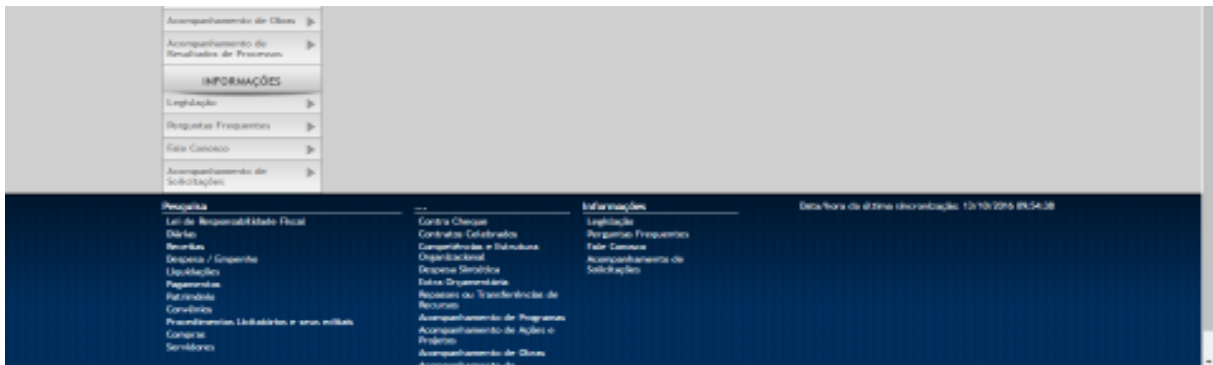 Acompanhamento de Obras
Acompanhamento de
Resultados de Processos
INFORMAÇÕES
Legislação
Perguntas Frequentes
Fale Conosco
Acompanhamento de
Solicitações
Pesquisa
Lei de Responsabilidade Fiscal
Diárias
Receitas
Despesa / Empenho
Liquidações
Pagamentos
Patrimônio
Convênios
Procedimentos Licitatórios e seus editais
Compras
Servidores
...
Contra Cheque
Contratos Celebrados
Competências e Estrutura
Organizacional
Despesa Sintética
Extra Orçamentária
Repasses ou Transferências de
Recursos
Acompanhamento de Programas
Acompanhamento de Ações e
Projetos
Acompanhamento de Obras
Acompanhamento de
Informações
Legislação
Perguntas Frequentes
Fale Conosco
Acompanhamento de
Solicitações
Data/hora da última sincronização: 13/10/2016 09:54:38